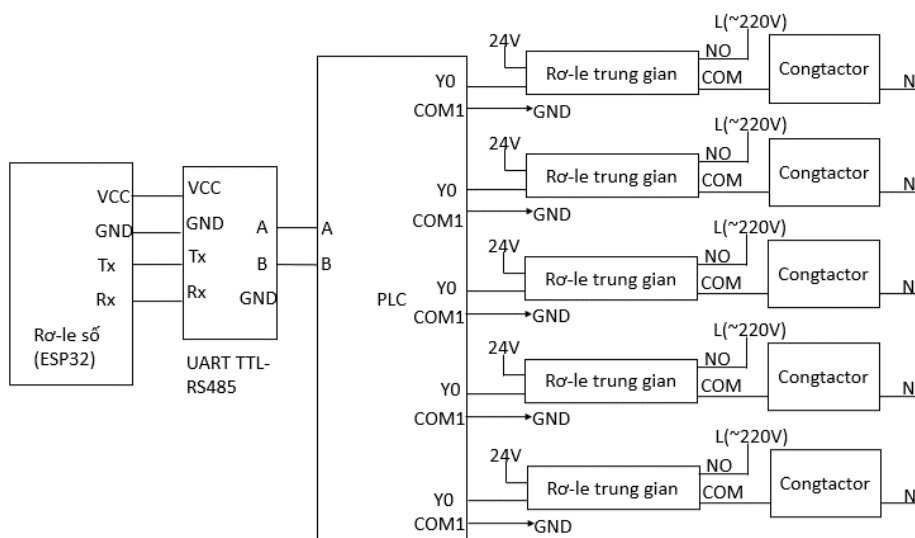 VCC
GND
Tx
Rx
Rơ-le số
(ESP32)
VCC
GND
Tx
Rx
A
B
GND
UART TTL-
RS485
A
B
PLC
Y0
COM1
24V
Rơ-le trung gian
GND
L(~220V)
NO
COM
Congtactor
N
Y0
COM1
24V
Rơ-le trung gian
GND
L(~220V)
NO
COM
Congtactor
N
Y0
COM1
24V
Rơ-le trung gian
GND
L(~220V)
NO
COM
Congtactor
N
Y0
COM1
24V
Rơ-le trung gian
GND
L(~220V)
NO
COM
Congtactor
N
Y0
COM1
24V
Rơ-le trung gian
GND
L(~220V)
NO
COM
Congtactor
N